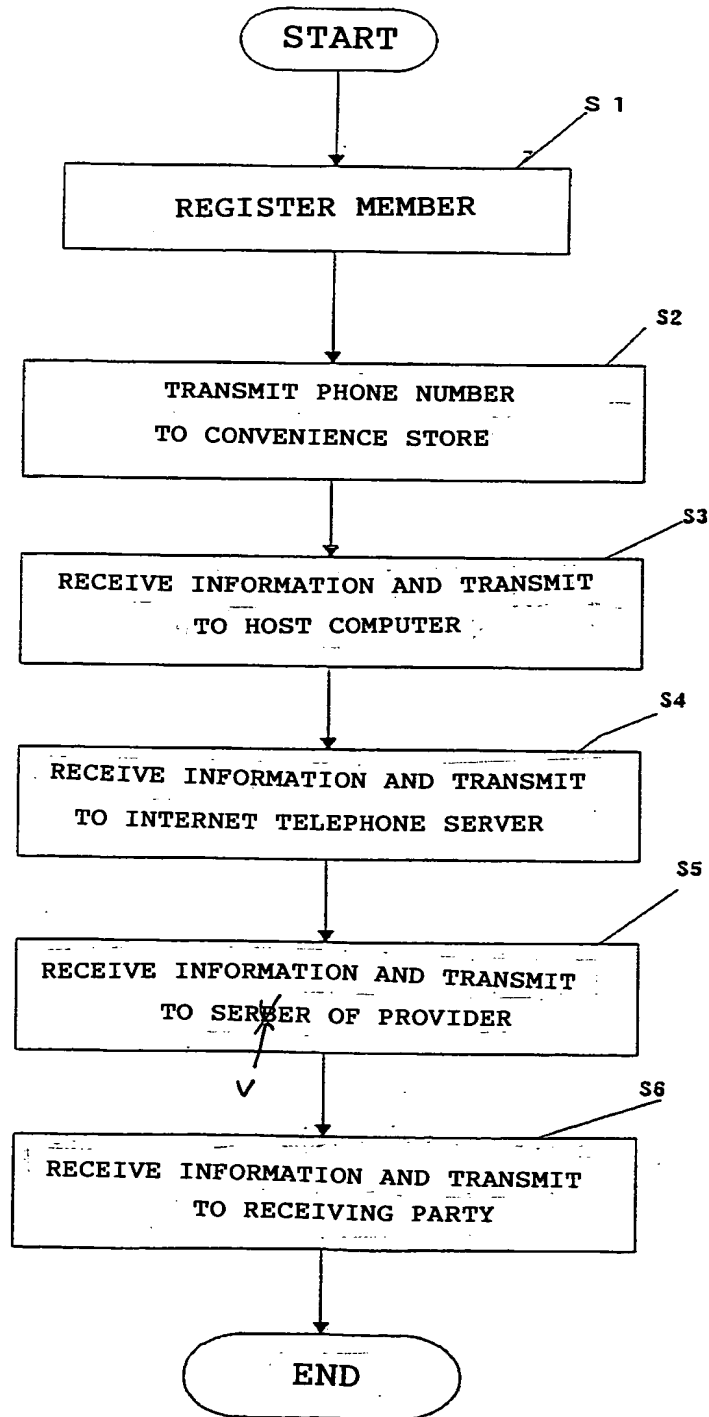 START
S 1
REGISTER MEMBER
S2
TRANSMIT PHONE NUMBER
TO CONVENIENCE STORE
S3
RECEIVE INFORMATION AND TRANSMIT
TO HOST COMPUTER
S4
RECEIVE INFORMATION AND TRANSMIT
TO INTERNET TELEPHONE SERVER
S5
RECEIVE INFORMATION AND TRANSMIT
TO SERBER OF PROVIDER
V
S6
RECEIVE INFORMATION AND TRANSMIT
TO RECEIVING PARTY
END